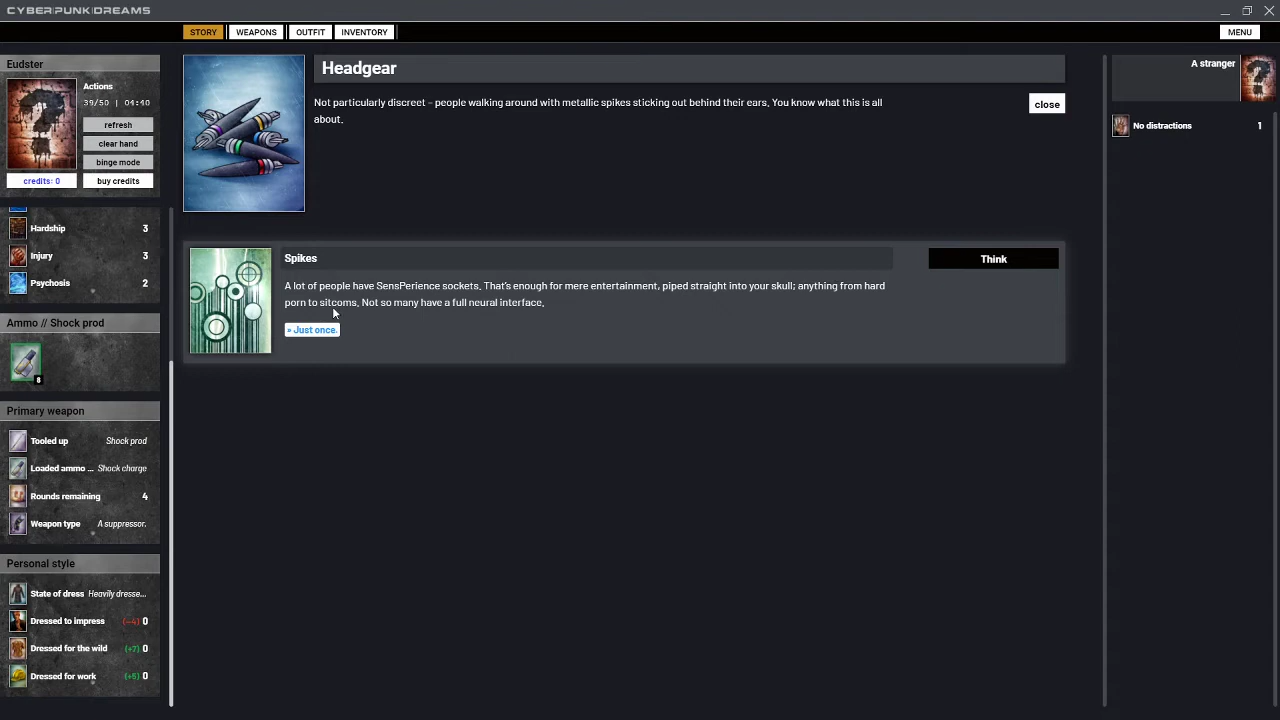 CYBER|PUNK|DREAMS
STORY
WEAPONS
OUTFIT
INVENTORY
MENU
Eudster
Actions
39/50 | 04:40
refresh
clear hand
binge mode
credits: 0
buy credits
Hardship 3
Injury 3
Psychosis 2
Ammo // Shock prod
8
Primary weapon
Tooled up Shock prod
Loaded ammo ... Shock charge
Rounds remaining 4
Weapon type A suppressor.
Personal style
State of dress Heavily dresse...
Dressed to impress (−4) 0
Dressed for the wild (+7) 0
Dressed for work (+5) 0
Headgear
Not particularly discreet – people walking around with metallic spikes sticking out behind their ears. You know what this is all
about.
close
Spikes
Think
A lot of people have SensPerience sockets. That's enough for mere entertainment, piped straight into your skull; anything from hard
porn to sitcoms. Not so many have a full neural interface.
» Just once.
A stranger
No distractions 1